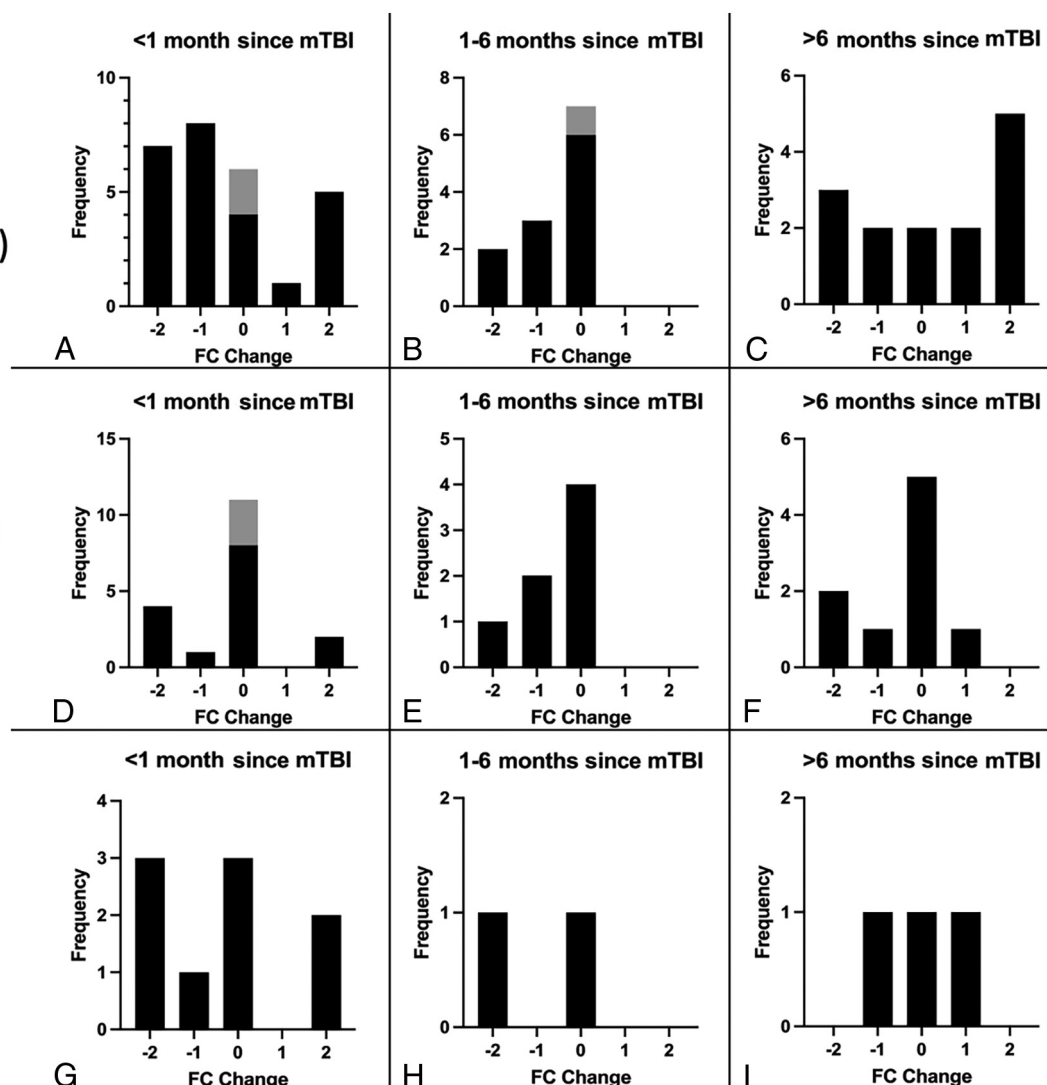 <1 month since mTBI
1-6 months since mTBI
>6 months since mTBI
10
5
0
Frequency
-2 -1 0 1 2
FC Change
A
8
6
4
2
0
Frequency
-2 -1 0 1 2
FC Change
B
6
4
2
0
Frequency
-2 -1 0 1 2
FC Change
C
)
<1 month since mTBI
1-6 months since mTBI
>6 months since mTBI
15
10
5
0
Frequency
-2 -1 0 1 2
FC Change
D
5
4
3
2
1
0
Frequency
-2 -1 0 1 2
FC Change
E
6
4
2
0
Frequency
-2 -1 0 1 2
FC Change
F
<1 month since mTBI
1-6 months since mTBI
>6 months since mTBI
4
3
2
1
0
Frequency
-2 -1 0 1 2
FC Change
G
2
1
0
Frequency
-2 -1 0 1 2
FC Change
H
2
1
0
Frequency
-2 -1 0 1 2
FC Change
I